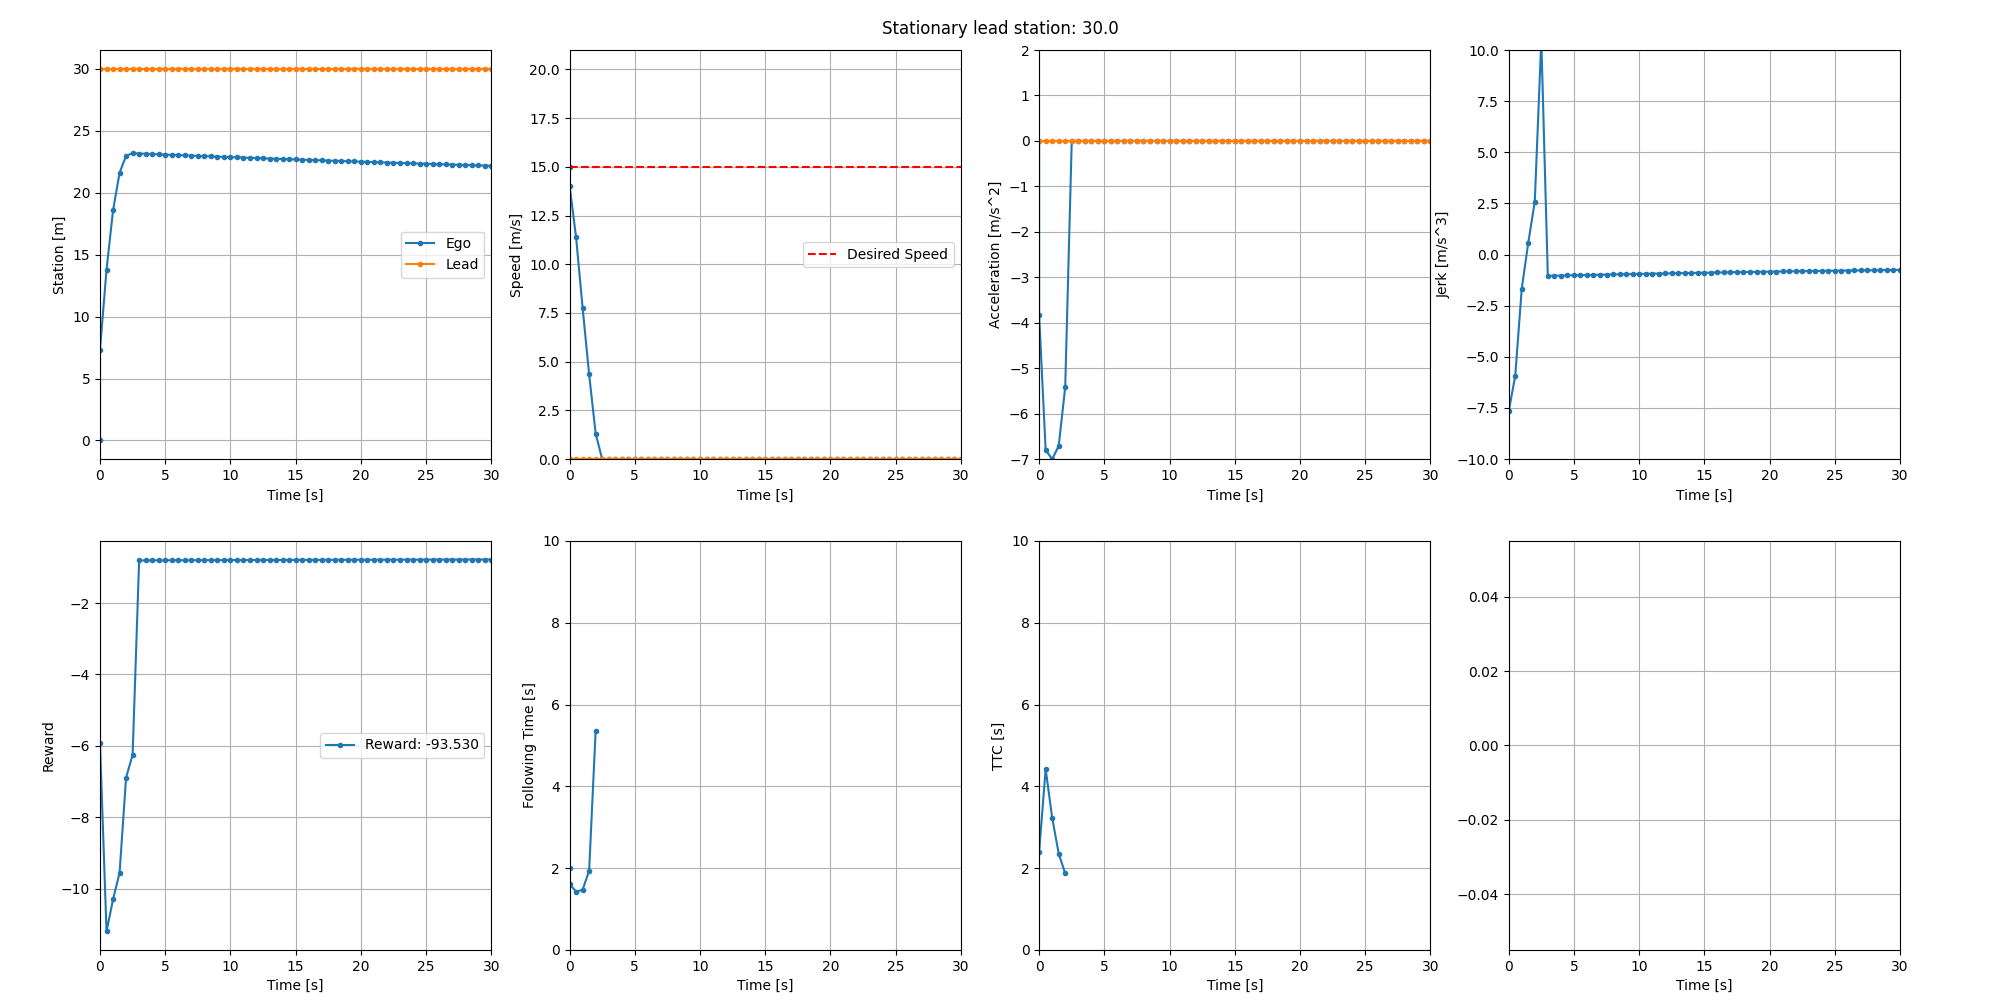 Stationary lead station: 30.0
30
25
20
15
10
5
0
Station [m]
Ego
Lead
0 5 10 15 20 25 30
Time [s]
20.0
17.5
15.0
12.5
10.0
7.5
5.0
2.5
0.0
Speed [m/s]
Desired Speed
0 5 10 15 20 25 30
Time [s]
2
1
0
−1
−2
−3
−4
−5
−6
−7
Acceleration [m/s^2]
0 5 10 15 20 25 30
Time [s]
10.0
7.5
5.0
2.5
0.0
−2.5
−5.0
−7.5
−10.0
Jerk [m/s^3]
0 5 10 15 20 25 30
Time [s]
−2
−4
−6
−8
−10
Reward
Reward: -93.530
0 5 10 15 20 25 30
Time [s]
10
8
6
4
2
0
Following Time [s]
0 5 10 15 20 25 30
Time [s]
10
8
6
4
2
0
TTC [s]
0 5 10 15 20 25 30
Time [s]
0.04
0.02
0.00
−0.02
−0.04
0 5 10 15 20 25 30
Time [s]